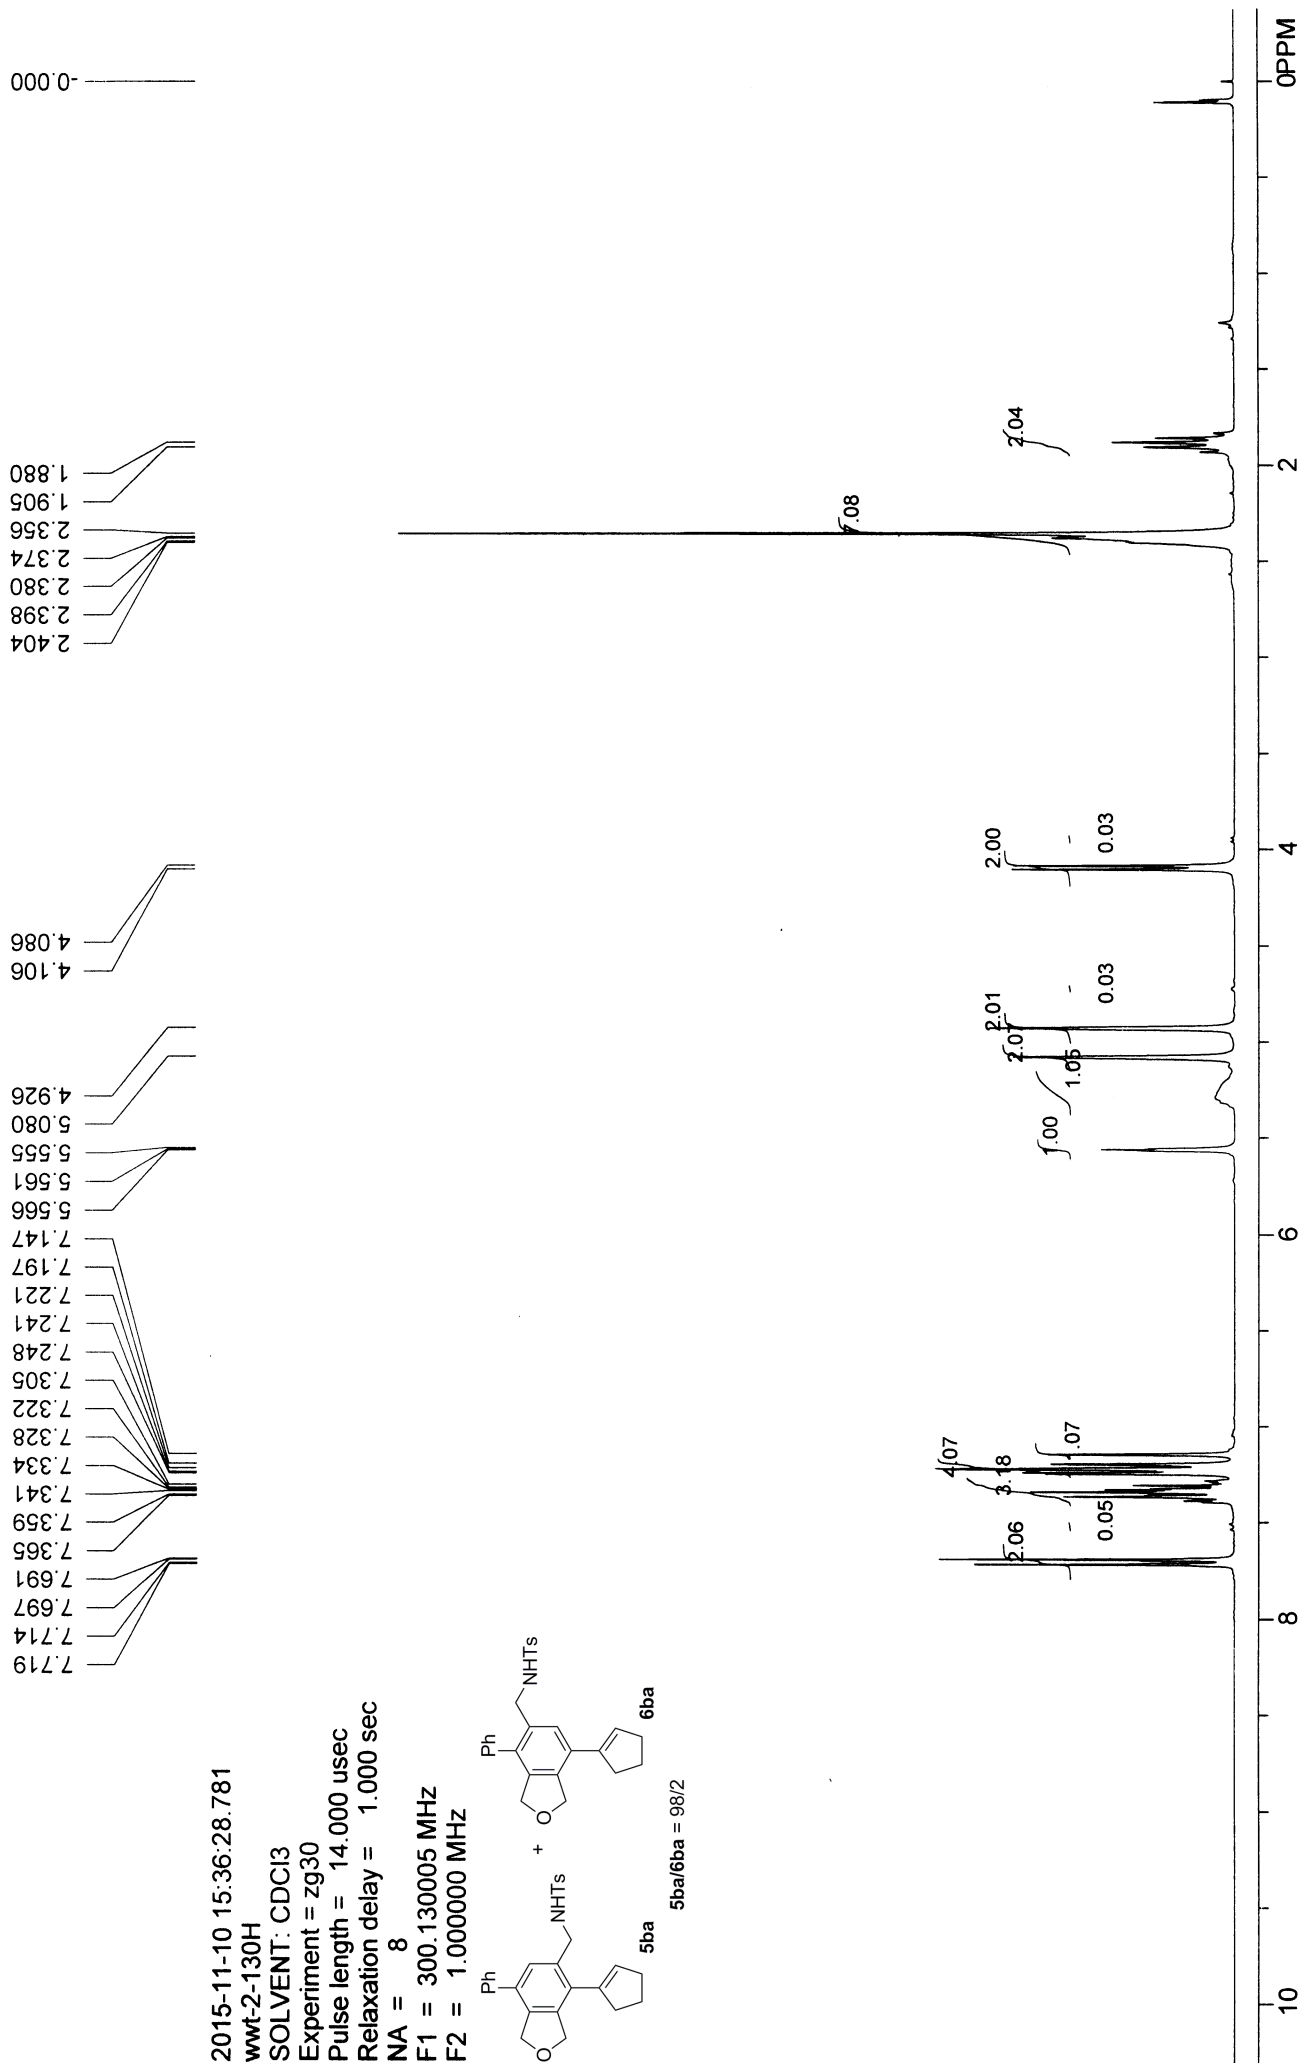 2015-11-10 15:36:28.781
wwt-2-130H
SOLVENT: CDCl3
Experiment = zg30
Pulse length = 14.000 usec
Relaxation delay = 1.000 sec
NA = 8
F1 = 300.130005 MHz
F2 = 1.000000 MHz
Ph
NHTs
O
5ba
+
Ph
NHTs
O
6ba
5ba/6ba = 98/2
7.719
7.714
7.697
7.691
7.365
7.359
7.341
7.334
7.328
7.322
7.305
7.248
7.241
7.221
7.197
7.147
5.566
5.561
5.555
5.080
4.926
4.106
4.086
2.404
2.398
2.380
2.374
2.356
1.905
1.880
-0.000
2.06
0.05
3.18
4.07
1.07
1.00
1.05
2.07
2.01
0.03
2.00
0.03
7.08
2.04
10
8
6
4
2
0PPM